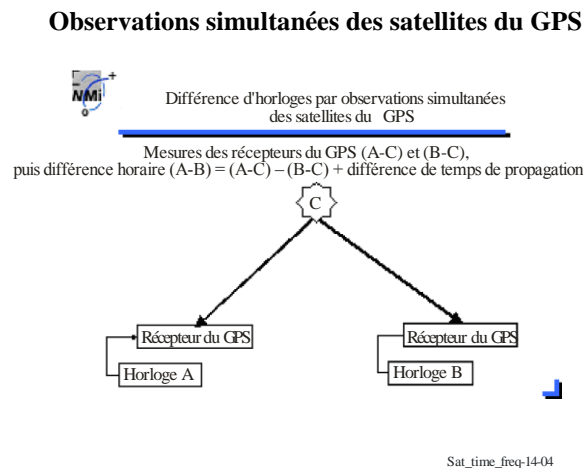 Observations simultanées des satellites du GPS
NMi
Différence d'horloges par observations simultanées
des satellites du GPS
Mesures des récepteurs du GPS (A-C) et (B-C),
puis différence horaire (A-B) = (A-C) – (B-C) + différence de temps de propagation
C
Récepteur du GPS
Récepteur du GPS
Horloge A
Horloge B
Sat_time_freq-14-04